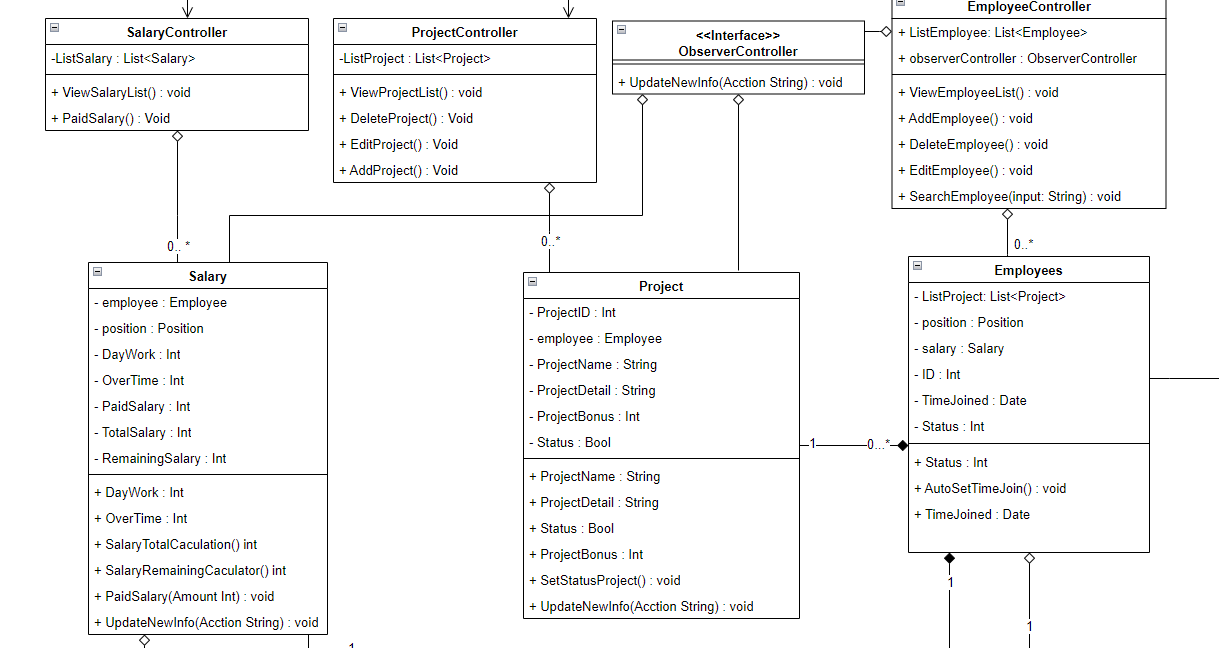 SalaryController
-ListSalary : List<Salary>
+ ViewSalaryList() : void
+ PaidSalary() : Void
ProjectController
-ListProject : List<Project>
+ ViewProjectList() : void
+ DeleteProject() : Void
+ EditProject() : Void
+ AddProject() : Void
<<Interface>>
ObserverController
+ UpdateNewInfo(Acction String) : void
EmployeeController
+ ListEmployee: List<Employee>
+ observerController : ObserverController
+ ViewEmployeeList() : void
+ AddEmployee() : void
+ DeleteEmployee() : void
+ EditEmployee() : void
+ SearchEmployee(input: String) : void
0..*
0..*
0..*
Salary
- employee : Employee
- position : Position
- DayWork : Int
- OverTime : Int
- PaidSalary : Int
- TotalSalary : Int
- RemainingSalary : Int
+ DayWork : Int
+ OverTime : Int
+ SalaryTotalCaculation() int
+ SalaryRemainingCaculator() int
+ PaidSalary(Amount Int) : void
+ UpdateNewInfo(Acction String) : void
1
Project
- ProjectID : Int
- employee : Employee
- ProjectName : String
- ProjectDetail : String
- ProjectBonus : Int
- Status : Bool
+ ProjectName : String
+ ProjectDetail : String
+ Status : Bool
+ ProjectBonus : Int
+ SetStatusProject() : void
+ UpdateNewInfo(Acction String) : void
1
0...*
Employees
- ListProject: List<Project>
- position : Position
- salary : Salary
- ID : Int
- TimeJoined : Date
- Status : Int
+ Status : Int
+ AutoSetTimeJoin() : void
+ TimeJoined : Date
1
1